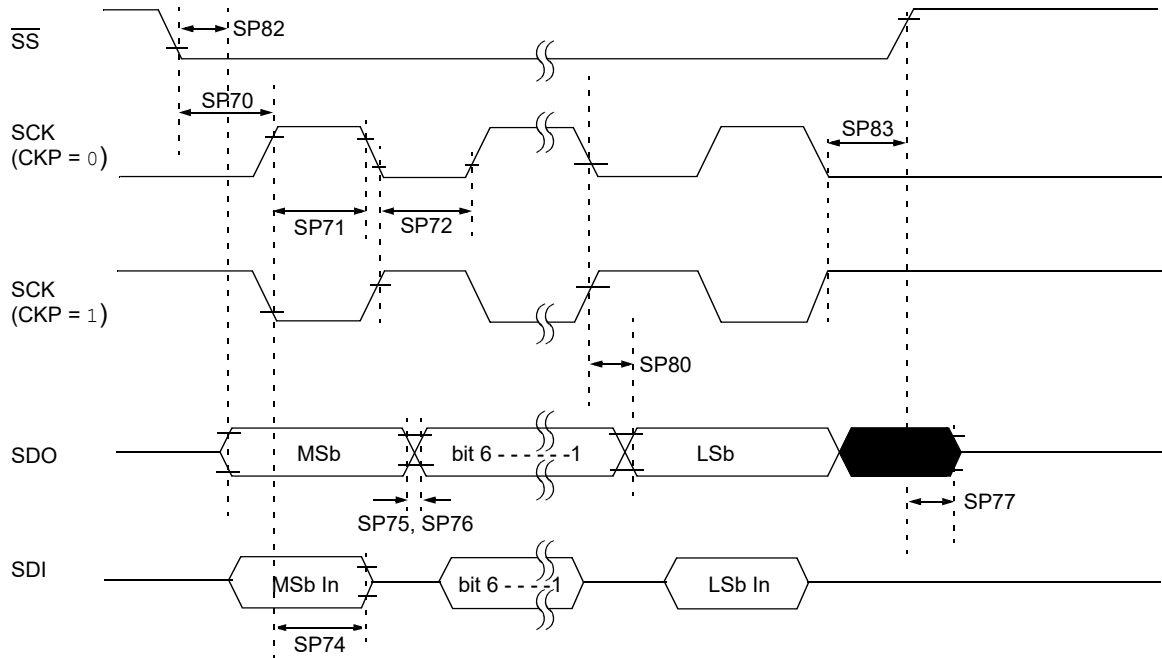 SS
SP82
SP70
SCK
(CKP = 0)
SP83
SP71
SP72
SCK
(CKP = 1)
SP80
SDO
MSb
bit 6 - - - - - -1
LSb
SP77
SP75, SP76
SDI
MSb In
bit 6 - - - - -1
LSb In
SP74